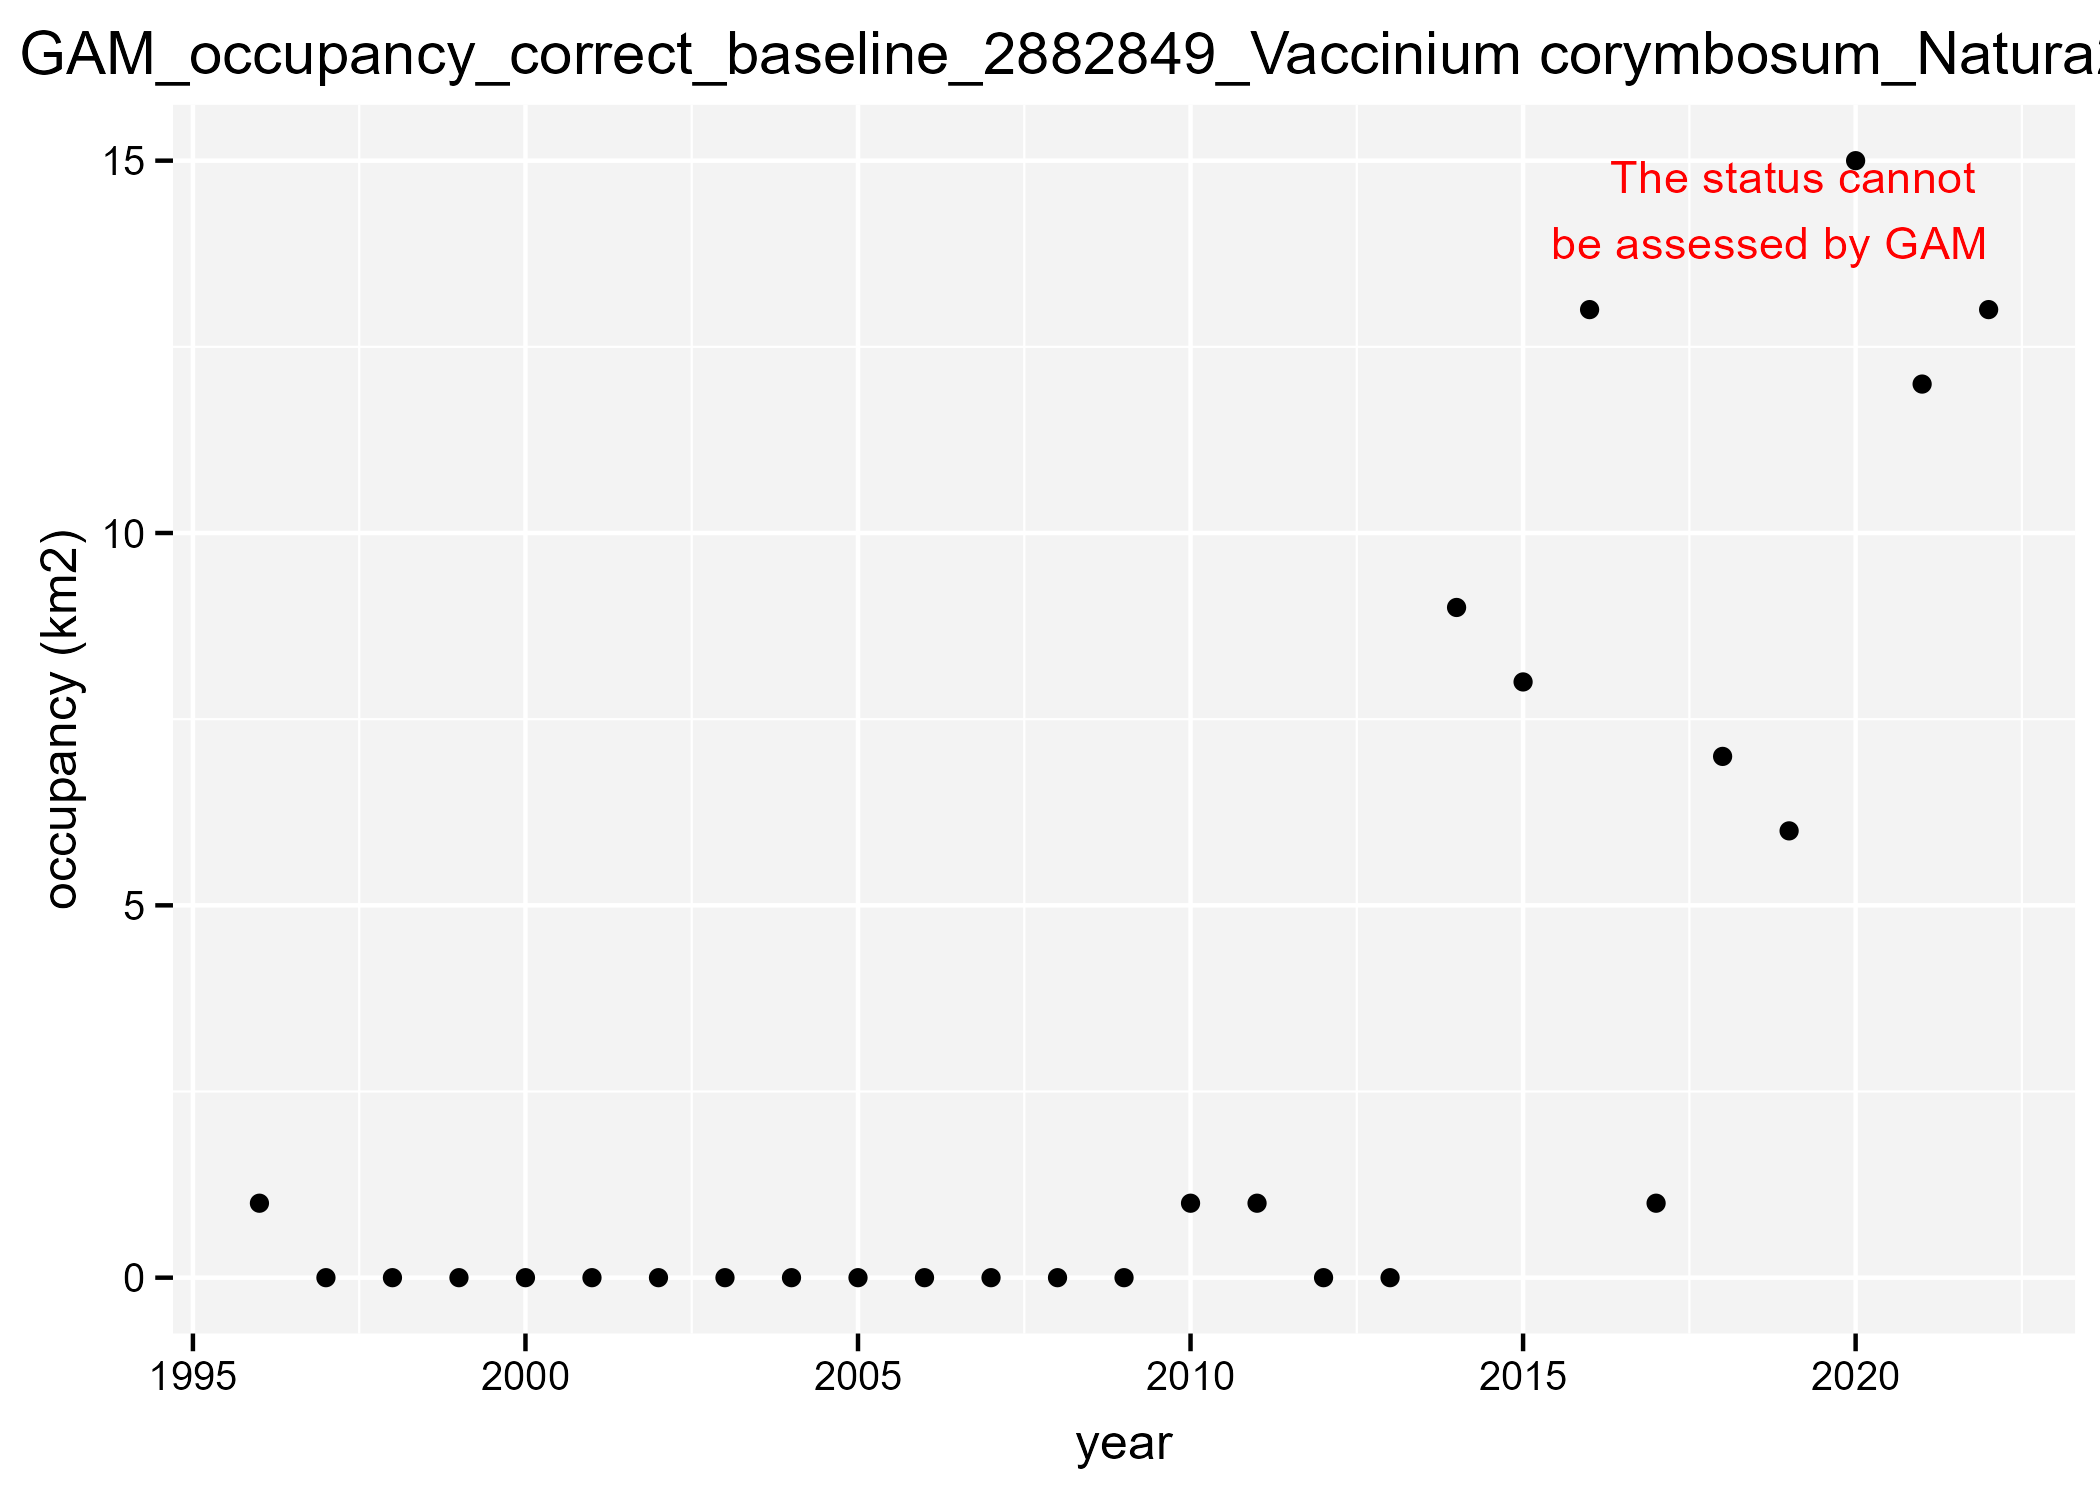 GAM_occupancy_correct_baseline_2882849_Vaccinium corymbosum_Natura
15
The status cannot
be assessed by GAM
10
occupancy (km2)
5
0
1995 2000 2005 2010 2015 2020
year